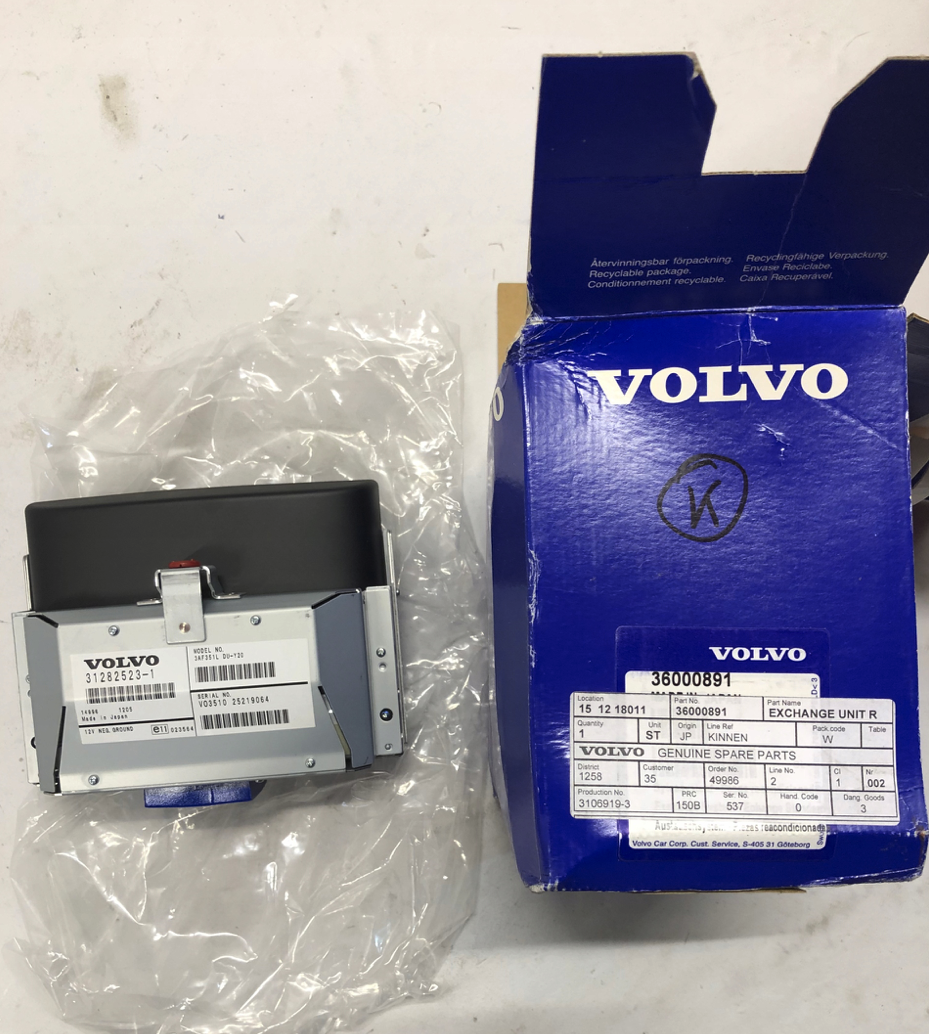 VOLVO
31282523-1
14996 1205
Made in Japan
12V NEG. GROUND e11 023564
MODEL NO.
SERIAL NO.
VO3510 25219064
Återvinningsbar förpackning. Recyclingfähige Verpackung.
Recyclable package. Envase Reciclabe.
Conditionnement recyclable. Caixa Recuperável.
VOLVO
K
VOLVO
36000891
Location Part No. Part Name
15 12 18011 36000891 EXCHANGE UNIT R
Quantity Unit Origin Line Ref Pack.code Table
1 ST JP KINNEN W
VOLVO GENUINE SPARE PARTS
District Customer Order No. Line No. Cl Nr
1258 35 49986 2 1 002
Production No. PRC Ser. No. Hand. Code Dang. Goods
3106919-3 150B 537 0 3
Volvo Car Corp. Cust. Service, S-405 31 Göteborg